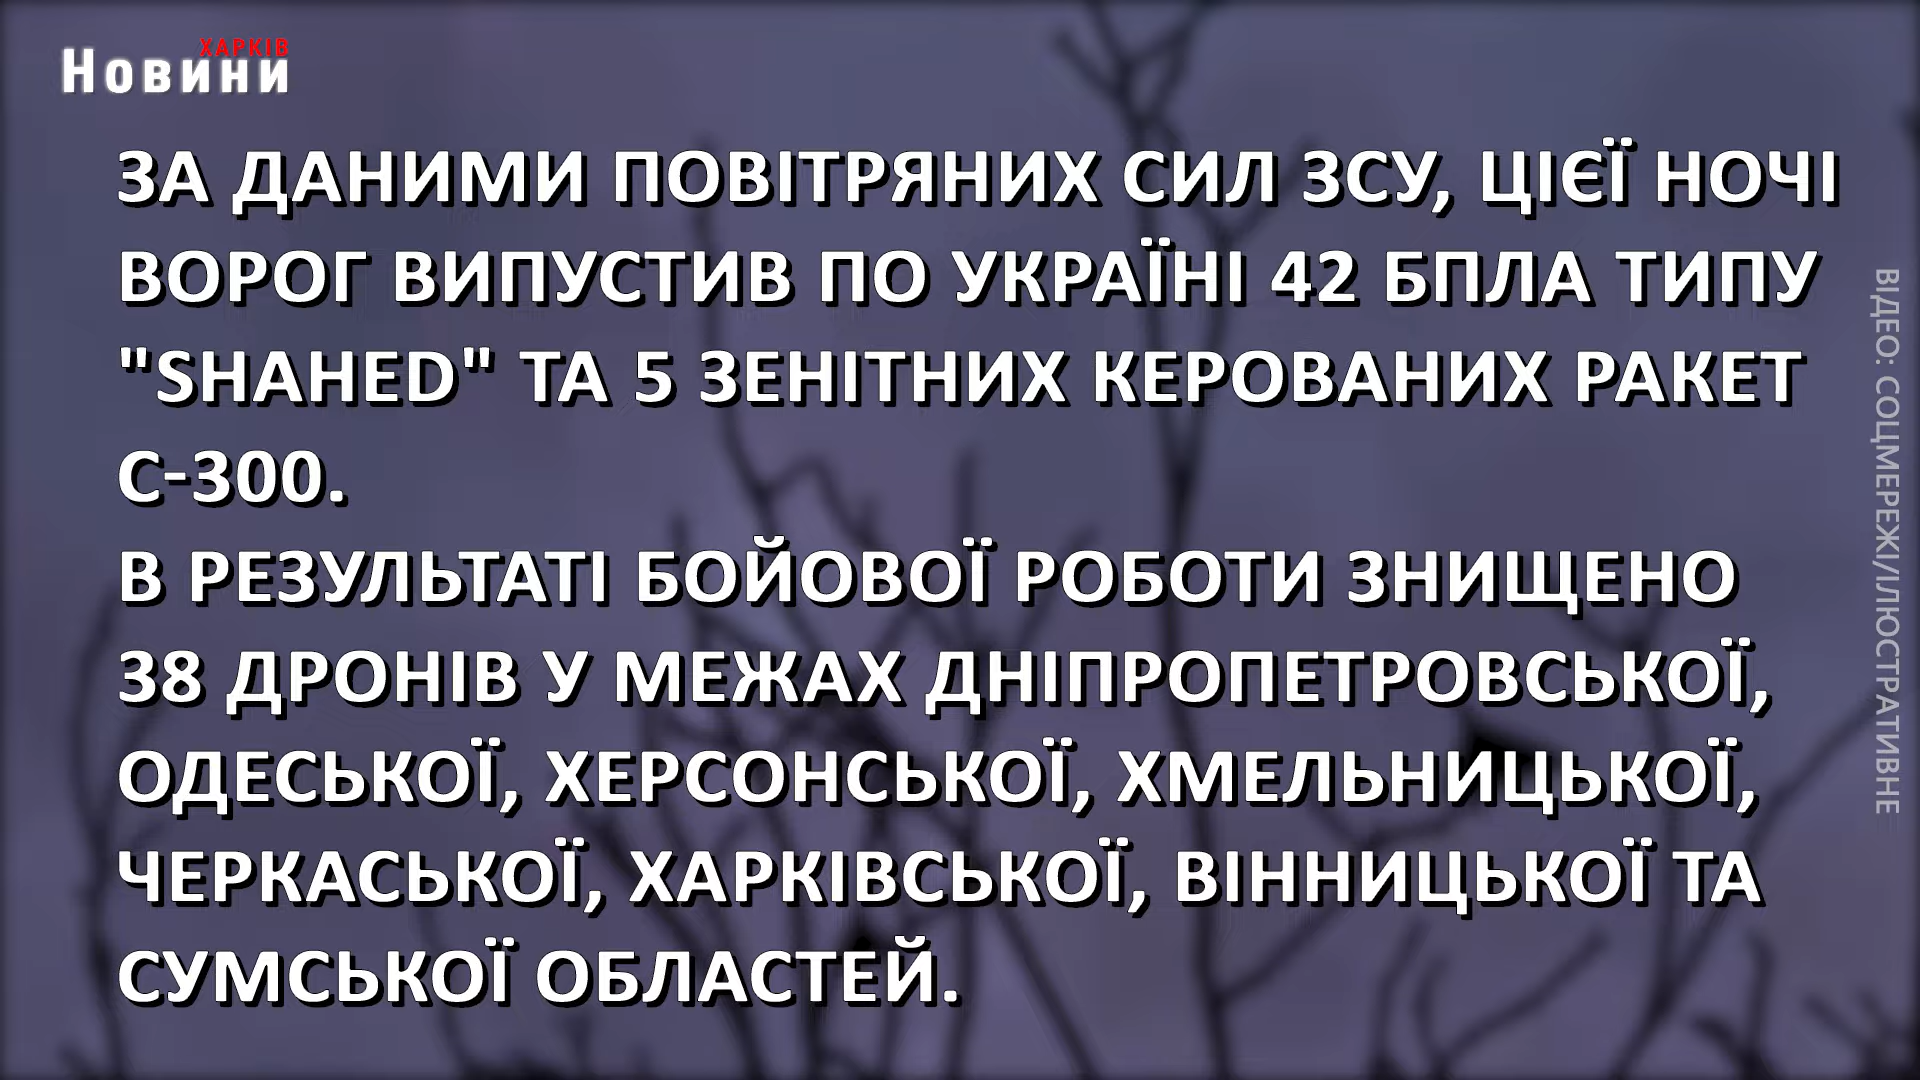 ХАРКІВ
Новини
ЗА ДАНИМИ ПОВІТРЯНИХ СИЛ ЗСУ, ЦІЄЇ НОЧІ
ВОРОГ ВИПУСТИВ ПО УКРАЇНІ 42 БПЛА ТИПУ
"SHAHED" ТА 5 ЗЕНІТНИХ КЕРОВАНИХ РАКЕТ
С-300.
В РЕЗУЛЬТАТІ БОЙОВОЇ РОБОТИ ЗНИЩЕНО
38 ДРОНІВ У МЕЖАХ ДНІПРОПЕТРОВСЬКОЇ,
ОДЕСЬКОЇ, ХЕРСОНСЬКОЇ, ХМЕЛЬНИЦЬКОЇ,
ЧЕРКАСЬКОЇ, ХАРКІВСЬКОЇ, ВІННИЦЬКОЇ ТА
СУМСЬКОЇ ОБЛАСТЕЙ.
ВІДЕО: СОЦМЕРЕЖІ/ІЛЮСТРАТИВНЕ